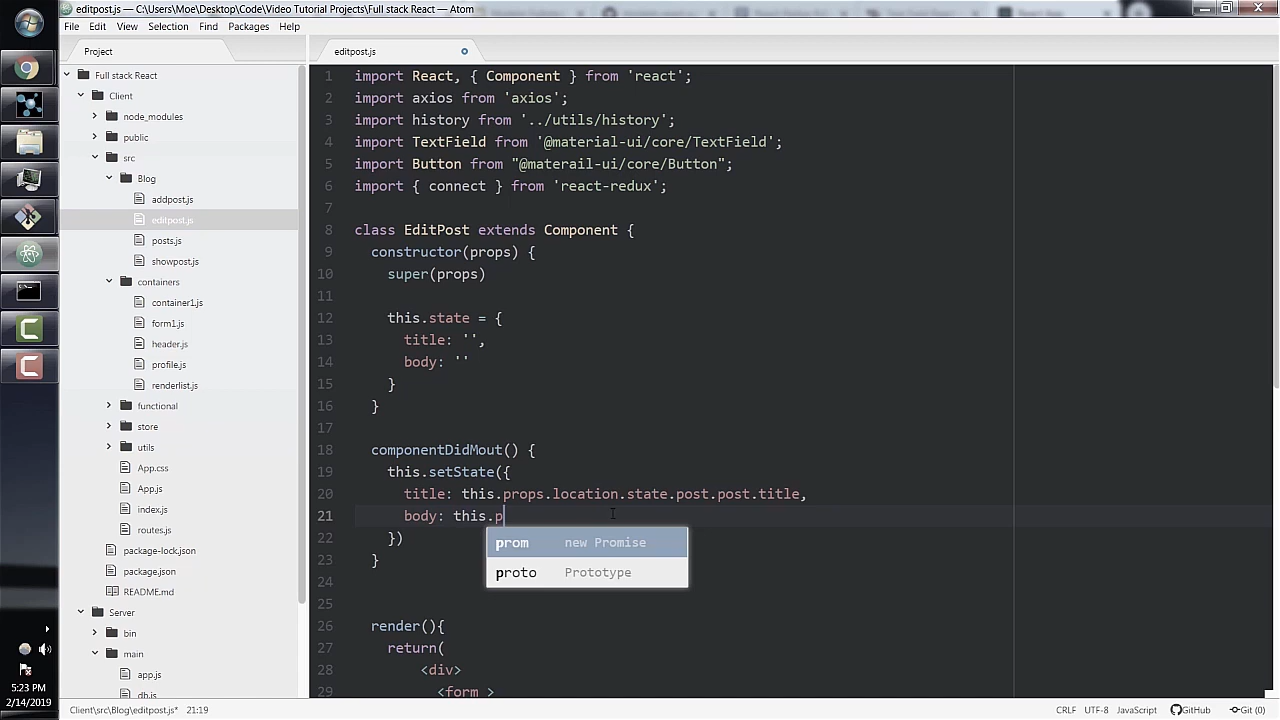 editpost.js — C:\Users\Moe\Desktop\Code\Video Tutorial Projects\Full stack React — Atom
File Edit View Selection Find Packages Help
Project
editpost.js
Full stack React
Client
node_modules
public
src
Blog
addpost.js
editpost.js
posts.js
showpost.js
containers
container1.js
form1.js
header.js
profile.js
renderlist.js
functional
store
utils
App.css
App.js
index.js
routes.js
package-lock.json
package.json
README.md
Server
bin
main
app.js
db.js
1 import React, { Component } from 'react';
2 import axios from 'axios';
3 import history from '../utils/history';
4 import TextField from '@material-ui/core/TextField';
5 import Button from "@materail-ui/core/Button";
6 import { connect } from 'react-redux';
7
8 class EditPost extends Component {
9 constructor(props) {
10 super(props)
11
12 this.state = {
13 title: '',
14 body: ''
15 }
16 }
17
18 componentDidMout() {
19 this.setState({
20 title: this.props.location.state.post.post.title,
21 body: this.p
22 })
23 }
24
25
26 render(){
27 return(
28 <div>
29 <form >
prom new Promise
proto Prototype
5:23 PM
2/14/2019
Client\src\Blog\editpost.js* 21:19
CRLF UTF-8 JavaScript GitHub Git (0)